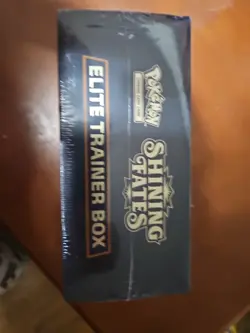 POKÉMON
SHINING
FATES
ELITE TRAINER BOX